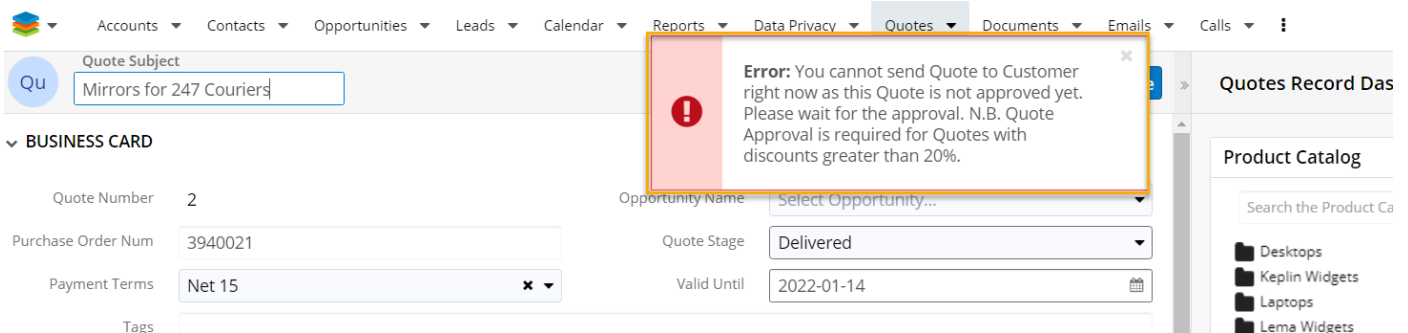 Accounts Contacts Opportunities Leads Calendar Reports Data Privacy Quotes Documents Emails Calls
Quote Subject
Qu
Mirrors for 247 Couriers
Error: You cannot send Quote to Customer
right now as this Quote is not approved yet.
Please wait for the approval. N.B. Quote
Approval is required for Quotes with
discounts greater than 20%.
e
Quotes Record Das
BUSINESS CARD
Product Catalog
Quote Number 2
Opportunity Name Select Opportunity...
Search the Product Ca
Purchase Order Num 3940021
Quote Stage Delivered
Desktops
Payment Terms Net 15
Valid Until 2022-01-14
Keplin Widgets
Laptops
Tags
Lema Widgets